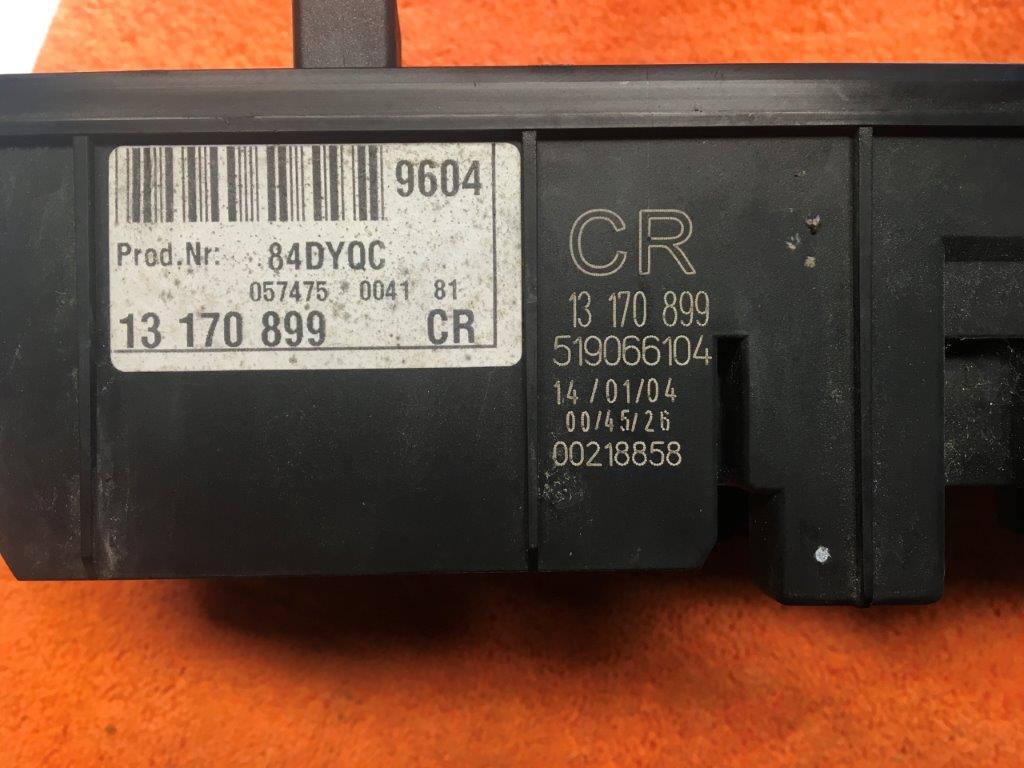 9604
Prod.Nr: 84DYQC
057475 0041 81
13 170 899 CR
CR
13 170 899
519066104
14/01/04
00/45/26
00218858